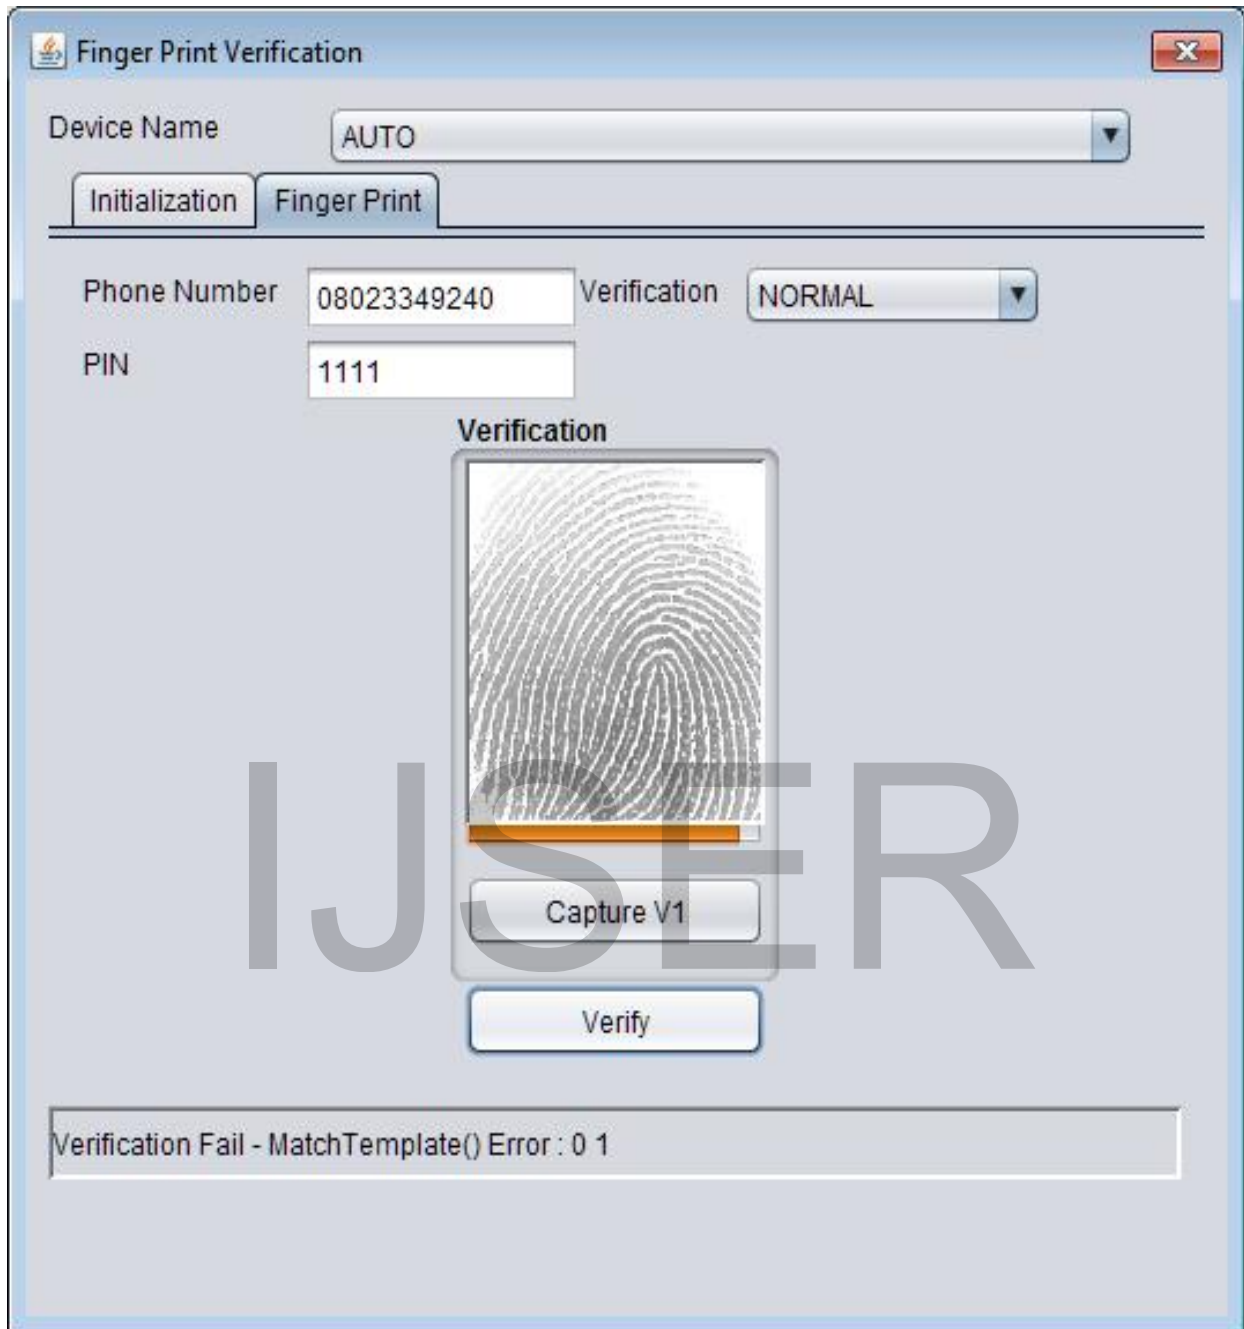 Finger Print Verification
Device Name AUTO
Initialization Finger Print
Phone Number 08023349240 Verification NORMAL
PIN 1111
Verification
IJSER
Capture V1
Verify
Verification Fail - MatchTemplate() Error : 0 1